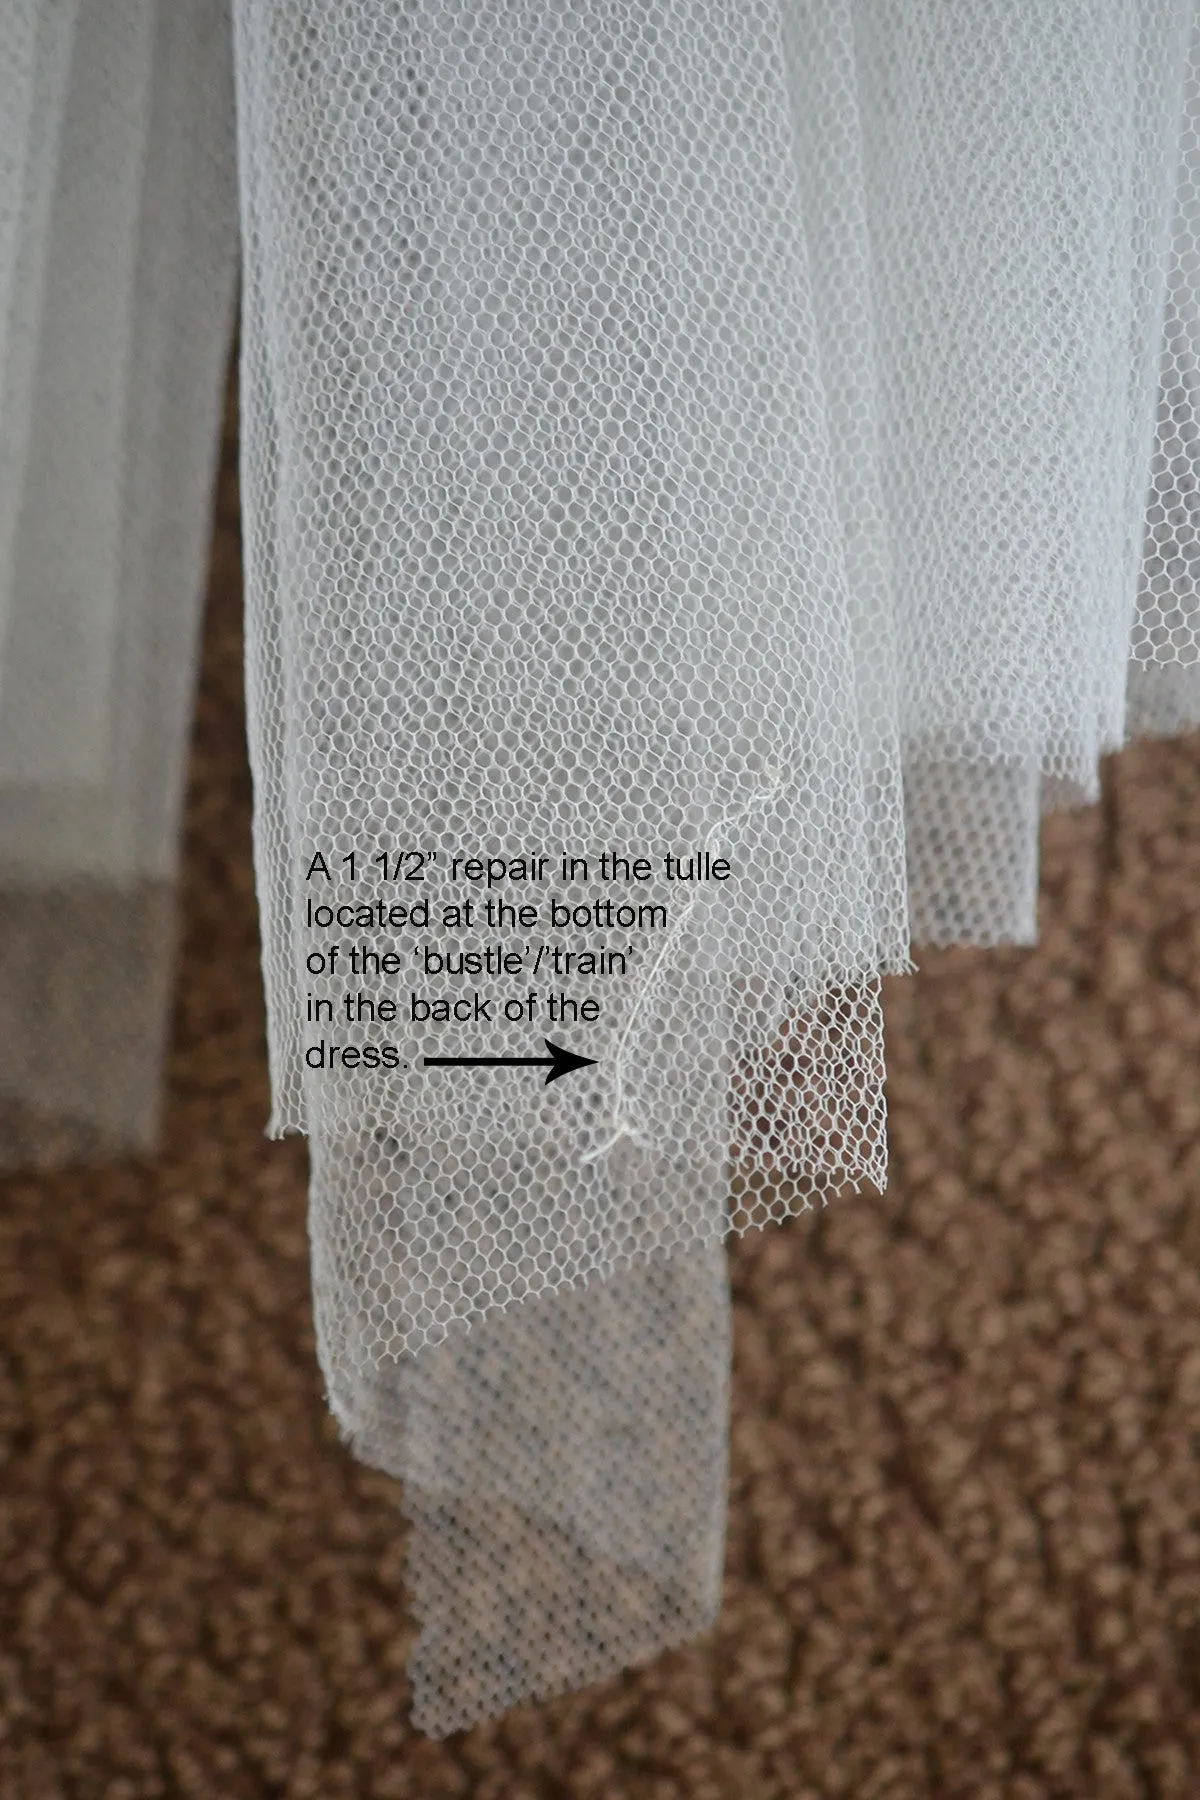 A 1 1/2” repair in the tulle
located at the bottom
of the ‘bustle’/’train’
in the back of the
dress.